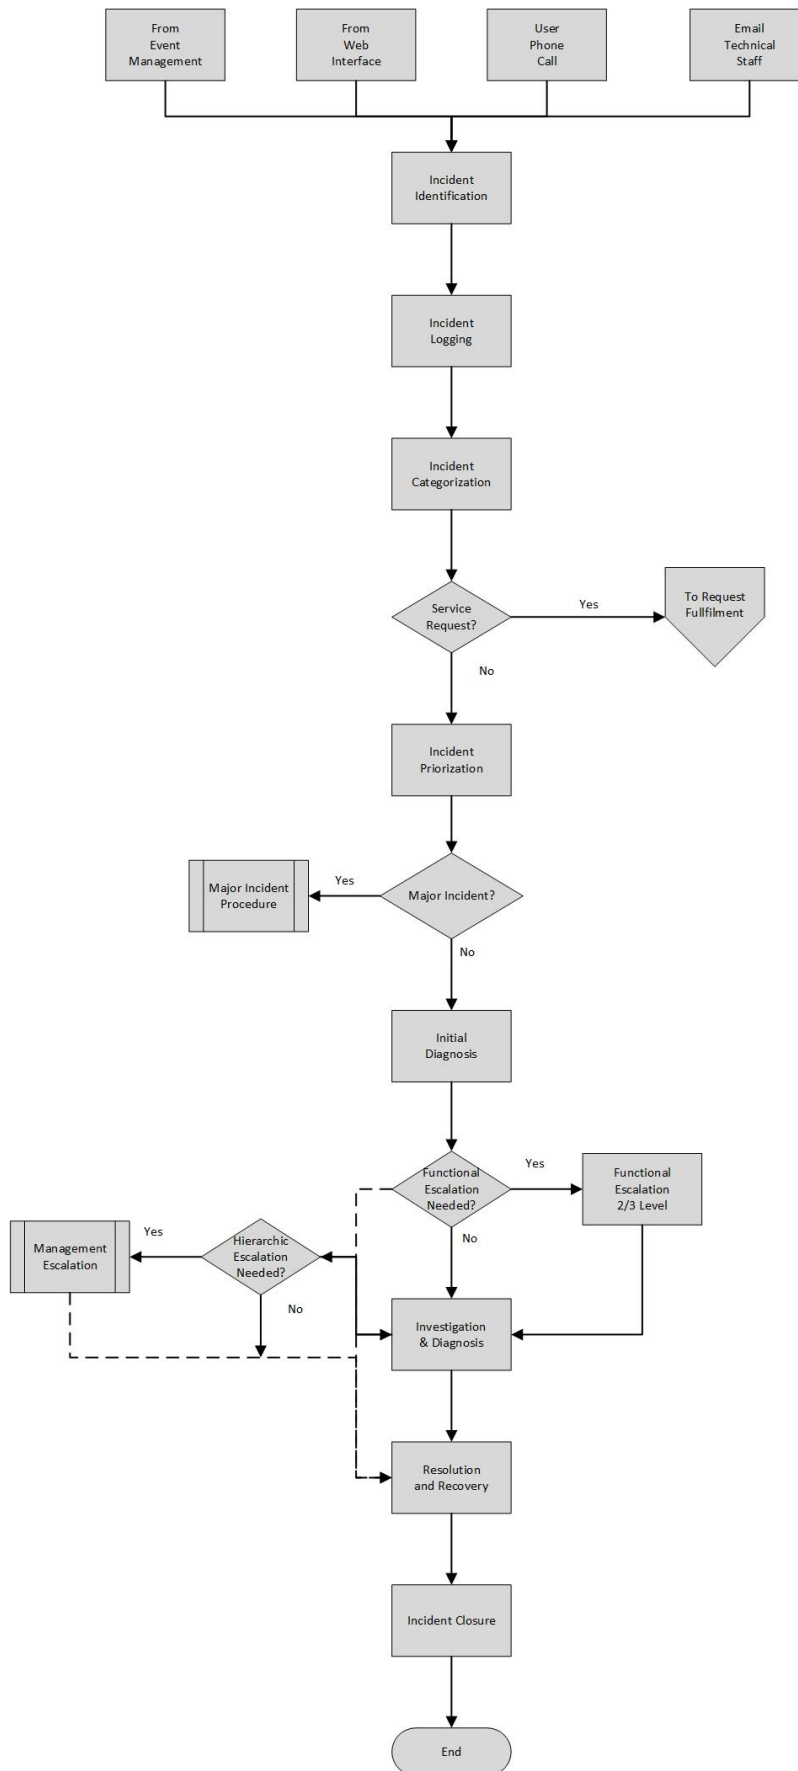 From
Event
Management
From
Web
Interface
User
Phone
Call
Email
Technical
Staff
Incident
Identification
Incident
Logging
Incident
Categorization
Service
Request?
Yes
To Request
Fullfilment
No
Incident
Priorization
Major Incident
Procedure
Yes
Major Incident?
No
Initial
Diagnosis
Functional
Escalation
Needed?
Yes
Functional
Escalation
2/3 Level
No
Management
Escalation
Yes
Hierarchic
Escalation
Needed?
No
Investigation
& Diagnosis
Resolution
and Recovery
Incident Closure
End